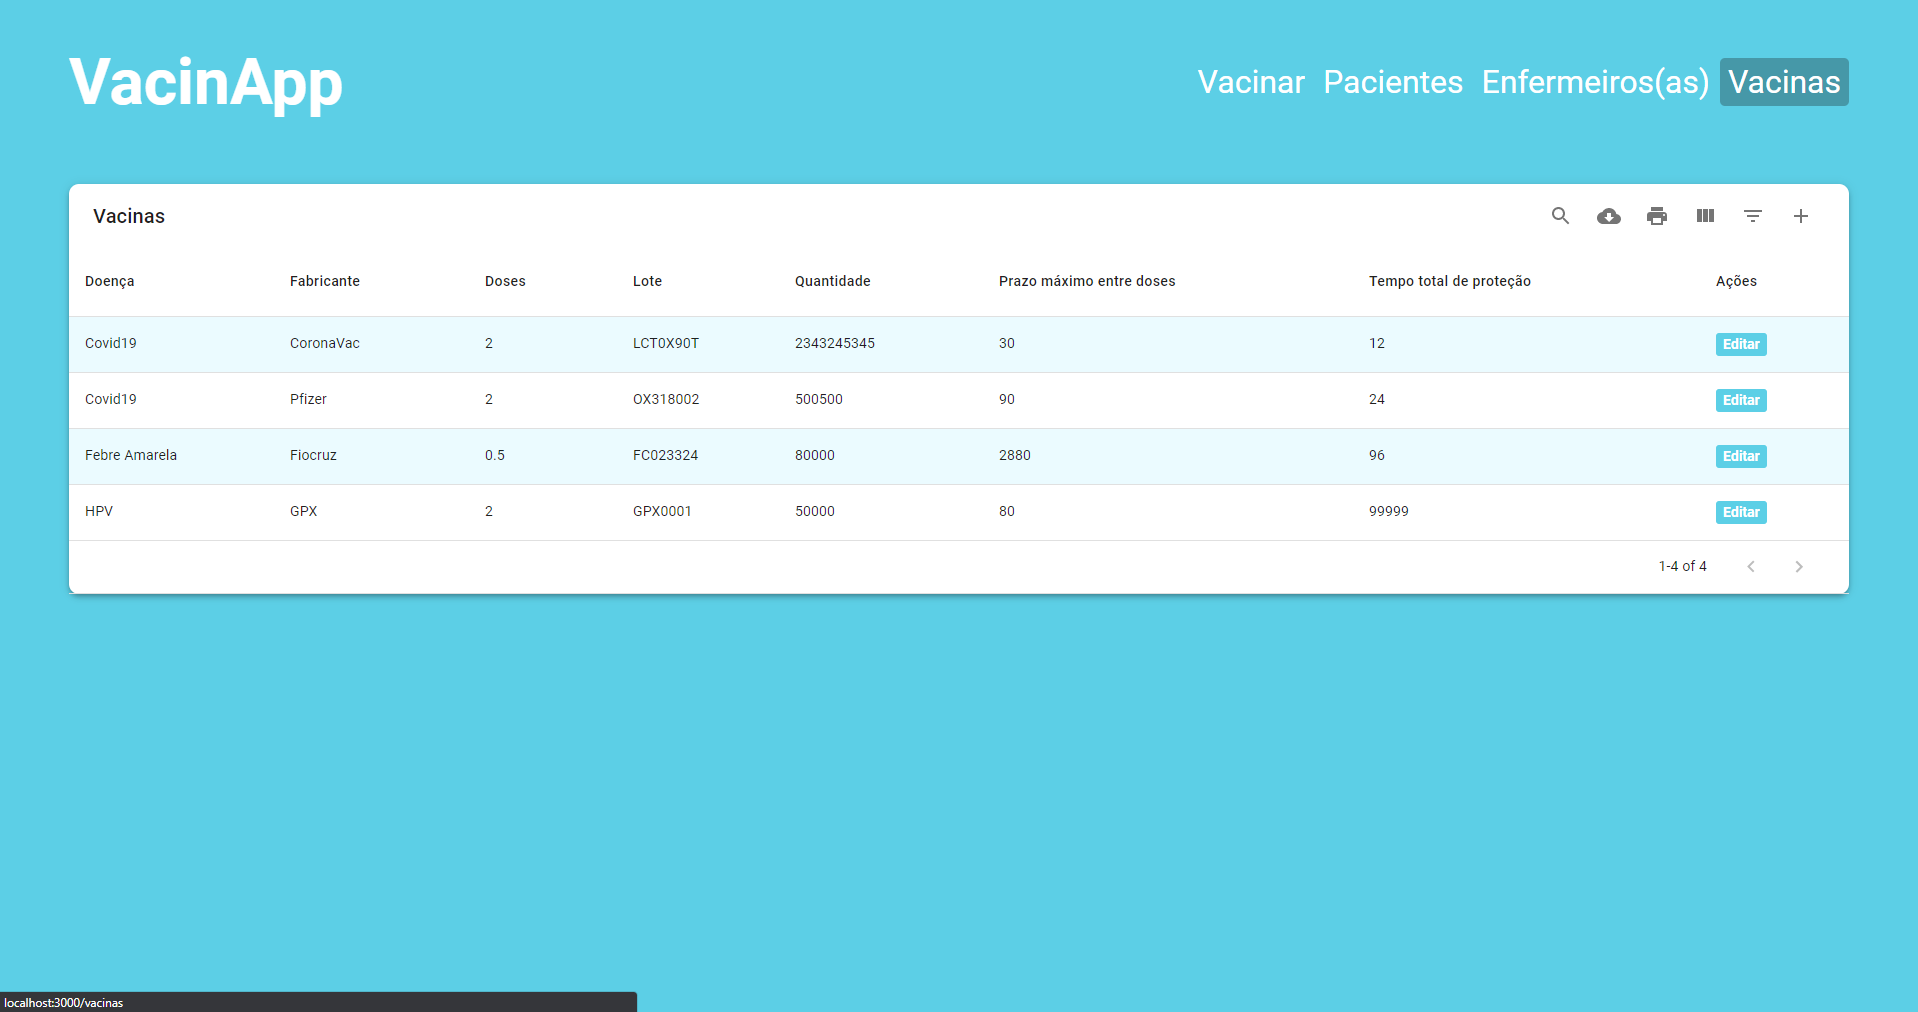 VacinApp
Vacinar Pacientes Enfermeiros(as) Vacinas
Vacinas
Doença Fabricante Doses Lote Quantidade Prazo máximo entre doses Tempo total de proteção Ações
Covid19 CoronaVac 2 LCT0X90T 2343245345 30 12 Editar
Covid19 Pfizer 2 OX318002 500500 90 24 Editar
Febre Amarela Fiocruz 0.5 FC023324 80000 2880 96 Editar
HPV GPX 2 GPX0001 50000 80 99999 Editar
1-4 of 4
localhost:3000/vacinas